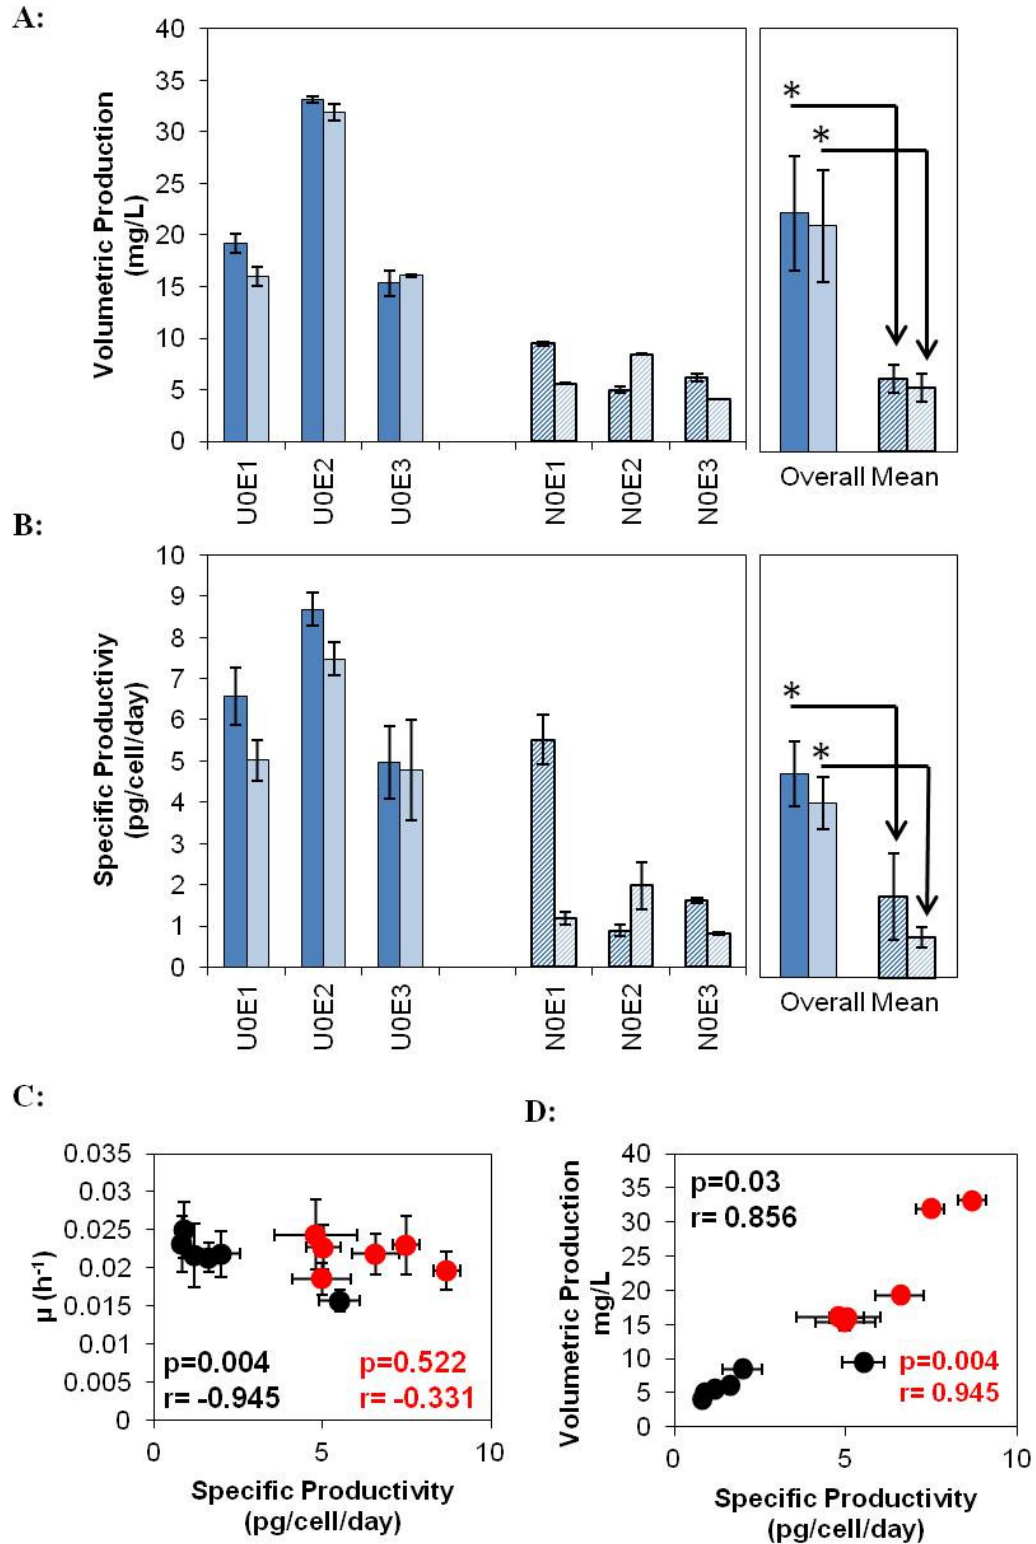 A:
Volumetric Production
(mg/L)
40
35
30
25
20
15
10
5
0
U0E1
U0E2
U0E3
N0E1
N0E2
N0E3
*
*
Overall Mean
B:
Specific Productiviy
(pg/cell/day)
10
9
8
7
6
5
4
3
2
1
0
U0E1
U0E2
U0E3
N0E1
N0E2
N0E3
*
*
Overall Mean
C:
µ (h-1)
0.035
0.03
0.025
0.02
0.015
0.01
0.005
0
p=0.004
r= -0.945
p=0.522
r= -0.331
0
5
10
Specific Productivity
(pg/cell/day)
D:
Volumetric Production
mg/L
40
35
30
25
20
15
10
5
0
p=0.03
r= 0.856
p=0.004
r= 0.945
0
5
10
Specific Productivity
(pg/cell/day)